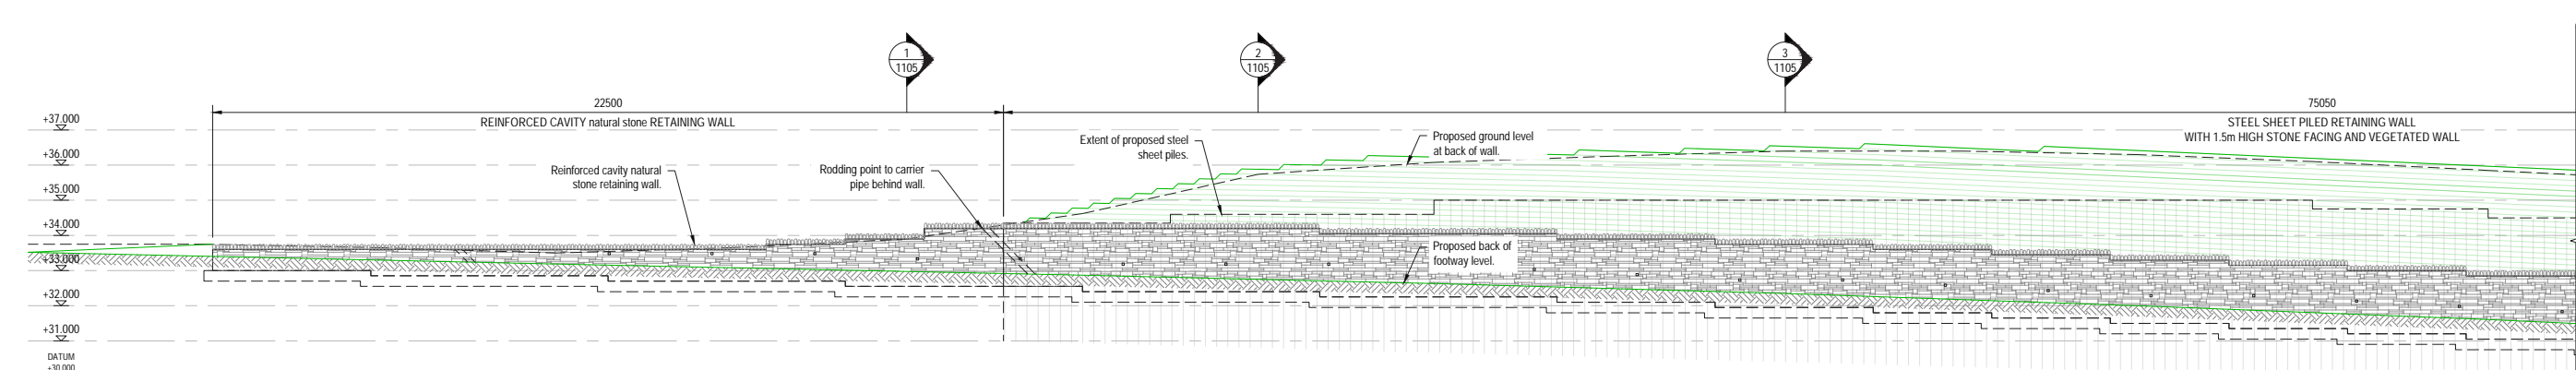 1
1105
2
1105
3
1105
22500
75050
REINFORCED CAVITY natural stone RETAINING WALL
STEEL SHEET PILED RETAINING WALL
WITH 1.5m HIGH STONE FACING AND VEGETATED WALL
+37.000
+36.000
+35.000
+34.000
+33.000
+32.000
+31.000
DATUM
+30.000
Reinforced cavity natural
stone retaining wall.
Rodding point to carrier
pipe behind wall.
Extent of proposed steel
sheet piles.
Proposed ground level
at back of wall.
Proposed back of
footway level.